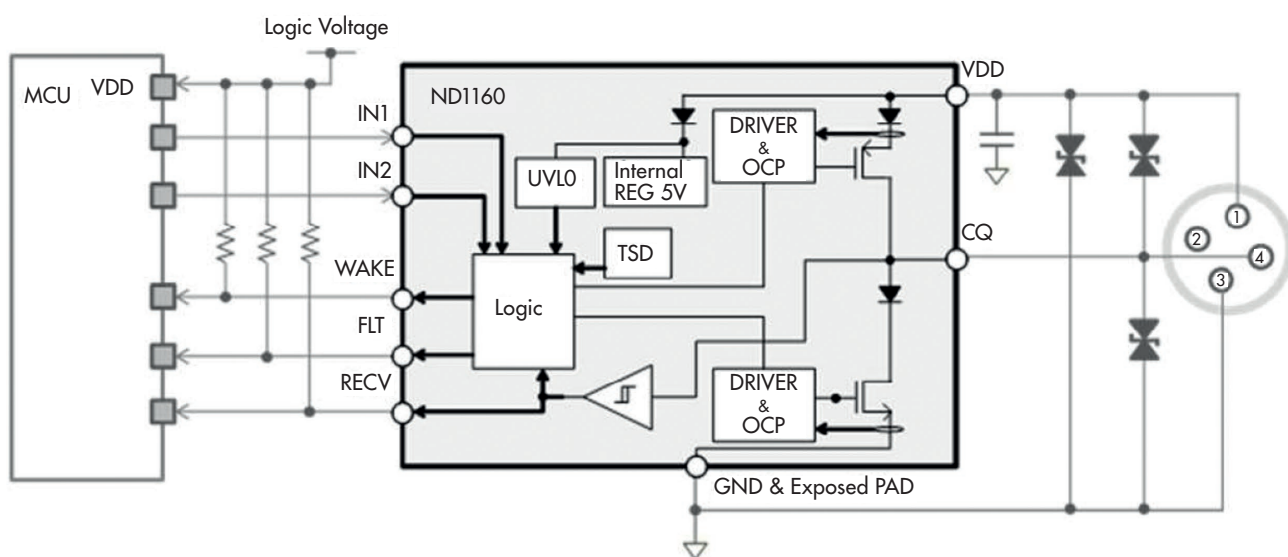 Logic Voltage
MCU
VDD
ND1160
VDD
IN1
IN2
DRIVER
&
OCP
UVL0
Internal
REG 5V
TSD
CQ
WAKE
Logic
FLT
RECV
DRIVER
&
OCP
GND & Exposed PAD
1
2
4
3